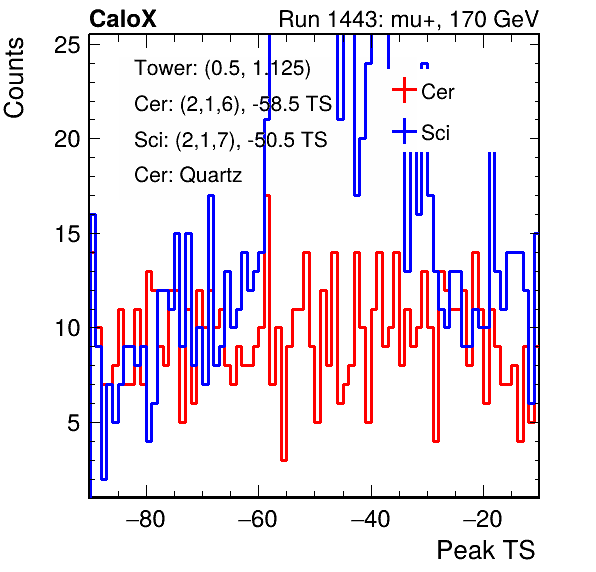 CaloX Run 1443: mu+, 170 GeV
Counts
25
20
15
10
5
Tower: (0.5, 1.125)
Cer: (2,1,6), -58.5 TS
Sci: (2,1,7), -50.5 TS
Cer: Quartz
Cer
Sci
−80 −60 −40 −20
Peak TS